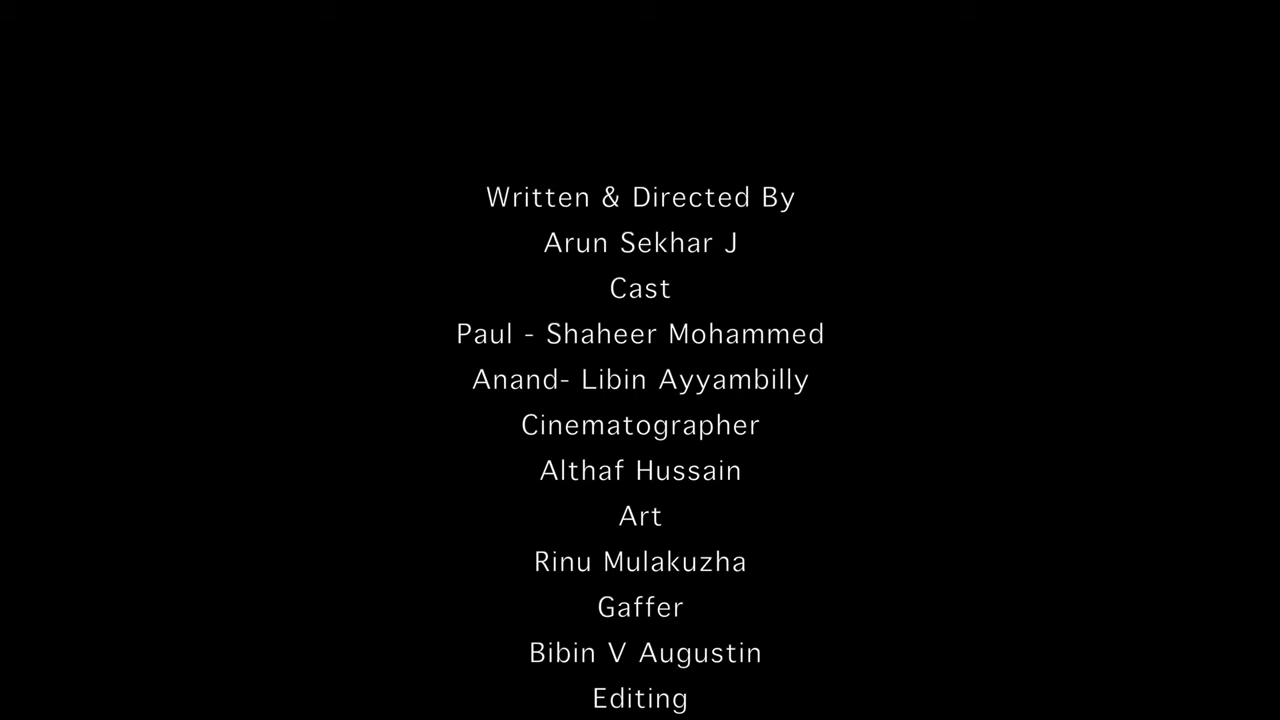 Written & Directed By
Arun Sekhar J
Cast
Paul - Shaheer Mohammed
Anand- Libin Ayyambilly
Cinematographer
Althaf Hussain
Art
Rinu Mulakuzha
Gaffer
Bibin V Augustin
Editing